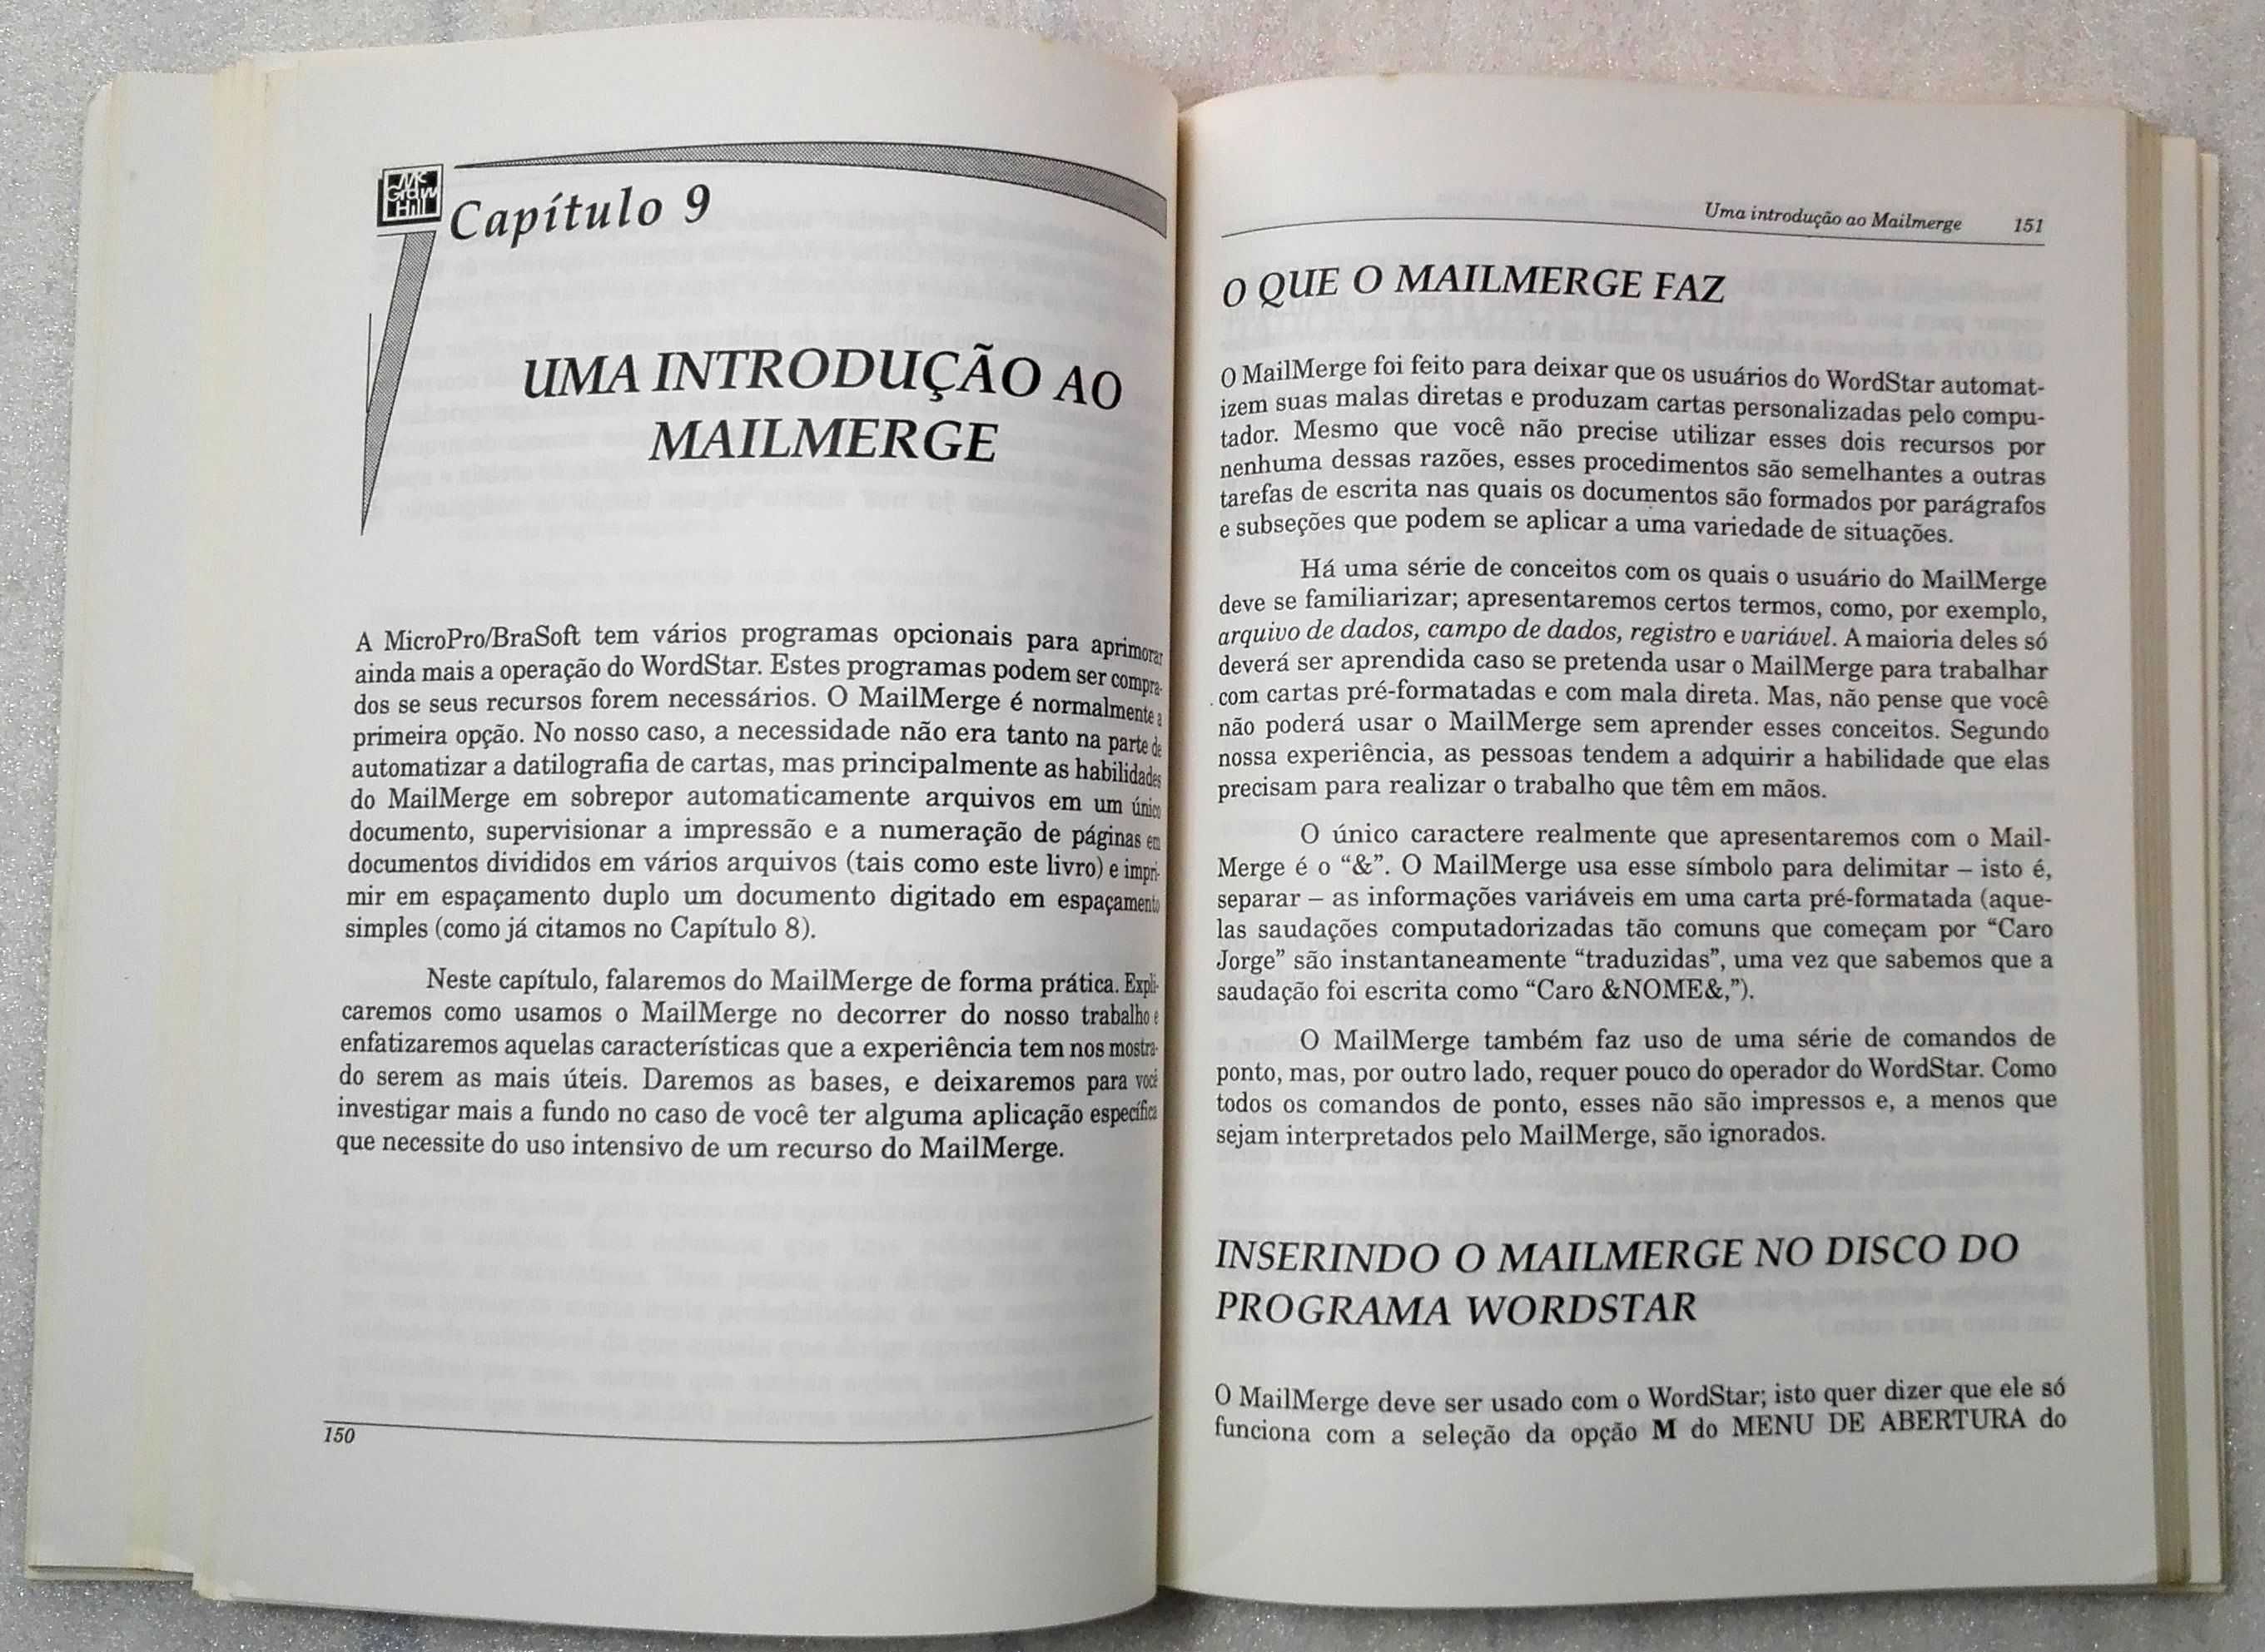 Mc
Graw
Hill
Capítulo 9
UMA INTRODUÇÃO AO
MAILMERGE
A MicroPro/BraSoft tem vários programas opcionais para aprimorar
ainda mais a operação do WordStar. Estes programas podem ser compra-
dos se seus recursos forem necessários. O MailMerge é normalmente a
primeira opção. No nosso caso, a necessidade não era tanto na parte de
automatizar a datilografia de cartas, mas principalmente as habilidades
do MailMerge em sobrepor automaticamente arquivos em um único
documento, supervisionar a impressão e a numeração de páginas em
documentos divididos em vários arquivos (tais como este livro) e impri-
mir em espaçamento duplo um documento digitado em espaçamento
simples (como já citamos no Capítulo 8).
Neste capítulo, falaremos do MailMerge de forma prática. Expli-
caremos como usamos o MailMerge no decorrer do nosso trabalho e
enfatizaremos aquelas características que a experiência tem nos mostra-
do serem as mais úteis. Daremos as bases, e deixaremos para você
investigar mais a fundo no caso de você ter alguma aplicação específica
que necessite do uso intensivo de um recurso do MailMerge.
150
Uma introdução ao Mailmerge 151
O QUE O MAILMERGE FAZ
O MailMerge foi feito para deixar que os usuários do WordStar automat-
izem suas malas diretas e produzam cartas personalizadas pelo compu-
tador. Mesmo que você não precise utilizar esses dois recursos por
nenhuma dessas razões, esses procedimentos são semelhantes a outras
tarefas de escrita nas quais os documentos são formados por parágrafos
e subseções que podem se aplicar a uma variedade de situações.
Há uma série de conceitos com os quais o usuário do MailMerge
deve se familiarizar; apresentaremos certos termos, como, por exemplo,
arquivo de dados, campo de dados, registro e variável. A maioria deles só
deverá ser aprendida caso se pretenda usar o MailMerge para trabalhar
com cartas pré-formatadas e com mala direta. Mas, não pense que você
não poderá usar o MailMerge sem aprender esses conceitos. Segundo
nossa experiência, as pessoas tendem a adquirir a habilidade que elas
precisam para realizar o trabalho que têm em mãos.
O único caractere realmente que apresentaremos com o Mail-
Merge é o “&”. O MailMerge usa esse símbolo para delimitar – isto é,
separar – as informações variáveis em uma carta pré-formatada (aque-
las saudações computadorizadas tão comuns que começam por “Caro
Jorge” são instantaneamente “traduzidas”, uma vez que sabemos que a
saudação foi escrita como “Caro &NOME&,”).
O MailMerge também faz uso de uma série de comandos de
ponto, mas, por outro lado, requer pouco do operador do WordStar. Como
todos os comandos de ponto, esses não são impressos e, a menos que
sejam interpretados pelo MailMerge, são ignorados.
INSERINDO O MAILMERGE NO DISCO DO
PROGRAMA WORDSTAR
O MailMerge deve ser usado com o WordStar; isto quer dizer que ele só
funciona com a seleção da opção M do MENU DE ABERTURA do